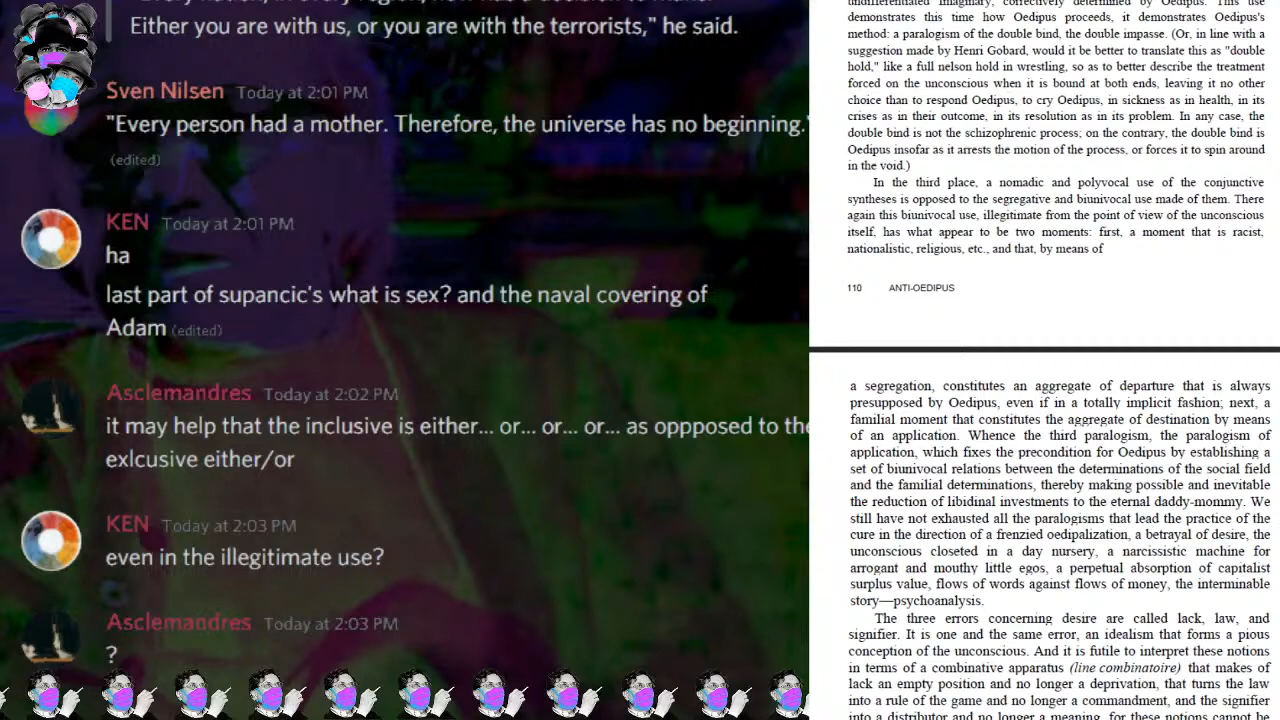 Either you are with us, or you are with the terrorists," he said.
Sven Nilsen Today at 2:01 PM
"Every person had a mother. Therefore, the universe has no beginning."
(edited)
KEN Today at 2:01 PM
ha
last part of supancic's what is sex? and the naval covering of
Adam (edited)
Asclemandres Today at 2:02 PM
it may help that the inclusive is either... or... or... or... as oppposed to the
exlcusive either/or
KEN Today at 2:03 PM
even in the illegitimate use?
Asclemandres Today at 2:03 PM
?
undifferentiated Imaginary, correctively determined by Oedipus. This use
demonstrates this time how Oedipus proceeds, it demonstrates Oedipus's
method: a paralogism of the double bind, the double impasse. (Or, in line with a
suggestion made by Henri Gobard, would it be better to translate this as "double
hold," like a full nelson hold in wrestling, so as to better describe the treatment
forced on the unconscious when it is bound at both ends, leaving it no other
choice than to respond Oedipus, to cry Oedipus, in sickness as in health, in its
crises as in their outcome, in its resolution as in its problem. In any case, the
double bind is not the schizophrenic process; on the contrary, the double bind is
Oedipus insofar as it arrests the motion of the process, or forces it to spin around
in the void.)
In the third place, a nomadic and polyvocal use of the conjunctive
syntheses is opposed to the segregative and biunivocal use made of them. There
again this biunivocal use, illegitimate from the point of view of the unconscious
itself, has what appear to be two moments: first, a moment that is racist,
nationalistic, religious, etc., and that, by means of
110 ANTI-OEDIPUS
a segregation, constitutes an aggregate of departure that is always
presupposed by Oedipus, even if in a totally implicit fashion; next, a
familial moment that constitutes the aggregate of destination by means
of an application. Whence the third paralogism, the paralogism of
application, which fixes the precondition for Oedipus by establishing a
set of biunivocal relations between the determinations of the social field
and the familial determinations, thereby making possible and inevitable
the reduction of libidinal investments to the eternal daddy-mommy. We
still have not exhausted all the paralogisms that lead the practice of the
cure in the direction of a frenzied oedipalization, a betrayal of desire, the
unconscious closeted in a day nursery, a narcissistic machine for
arrogant and mouthy little egos, a perpetual absorption of capitalist
surplus value, flows of words against flows of money, the interminable
story—psychoanalysis.
The three errors concerning desire are called lack, law, and
signifier. It is one and the same error, an idealism that forms a pious
conception of the unconscious. And it is futile to interpret these notions
in terms of a combinative apparatus (line combinatoire) that makes of
lack an empty position and no longer a deprivation, that turns the law
into a rule of the game and no longer a commandment, and the signifier
into a distributor and no longer a meaning, for these notions cannot be